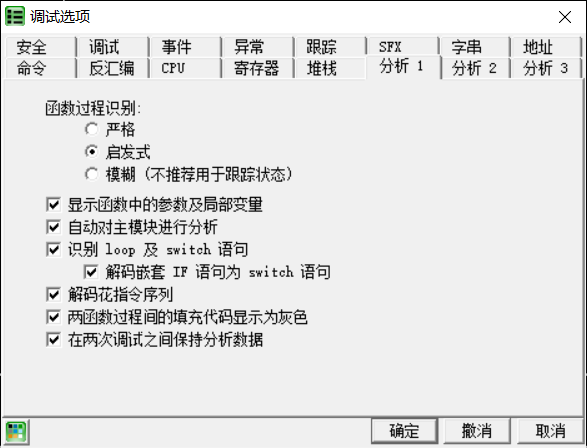 调试选项
安全 调试 事件 异常 跟踪 SFX 字串 地址
命令 反汇编 CPU 寄存器 堆栈 分析 1 分析 2 分析 3
函数过程识别:
严格
启发式
模糊 (不推荐用于跟踪状态)
显示函数中的参数及局部变量
自动对主模块进行分析
识别 loop 及 switch 语句
解码嵌套 IF 语句为 switch 语句
解码花指令序列
两函数过程间的填充代码显示为灰色
在两次调试之间保持分析数据
确定 撤消 取消